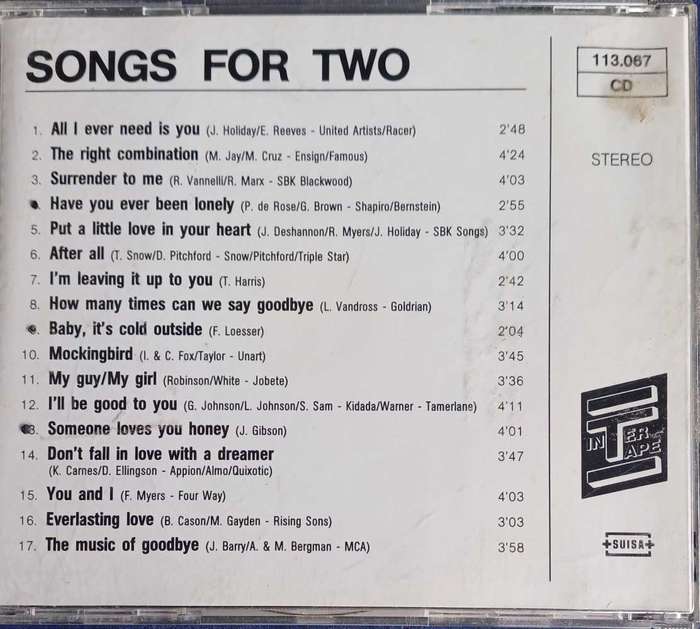 SONGS FOR TWO
113.067
CD
STEREO
1. All I ever need is you (J. Holiday/E. Reeves - United Artists/Racer) 2'48
2. The right combination (M. Jay/M. Cruz - Ensign/Famous) 4'24
3. Surrender to me (R. Vannelli/R. Marx - SBK Blackwood) 4'03
Have you ever been lonely (P. de Rose/G. Brown - Shapiro/Bernstein) 2'55
5. Put a little love in your heart (J. Deshannon/R. Myers/J. Holiday - SBK Songs) 3'32
6. After all (T. Snow/D. Pitchford - Snow/Pitchford/Triple Star) 4'00
7. I'm leaving it up to you (T. Harris) 2'42
8. How many times can we say goodbye (L. Vandross - Goldrian) 3'14
Baby, it's cold outside (F. Loesser) 2'04
10. Mockingbird (I. & C. Fox/Taylor - Unart) 3'45
11. My guy/My girl (Robinson/White - Jobete) 3'36
12. I'll be good to you (G. Johnson/L. Johnson/S. Sam - Kidada/Warner - Tamerlane) 4'11
Someone loves you honey (J. Gibson) 4'01
14. Don't fall in love with a dreamer 3'47
(K. Carnes/D. Ellingson - Appion/Almo/Quixotic)
15. You and I (F. Myers - Four Way) 4'03
16. Everlasting love (B. Cason/M. Gayden - Rising Sons) 3'03
17. The music of goodbye (J. Barry/A. & M. Bergman - MCA) 3'58
INTER
TAPE
SUISA